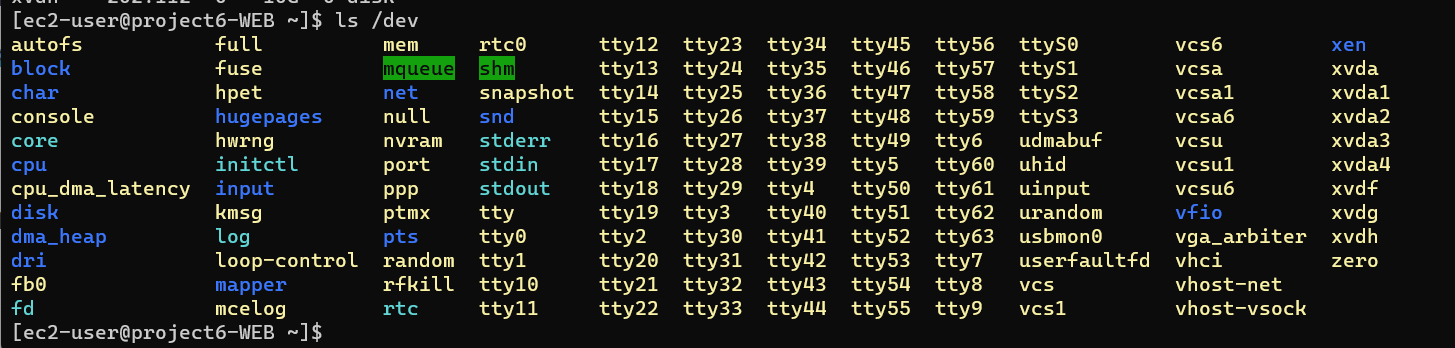 [ec2-user@project6-WEB ~]$ ls /dev
autofs full mem rtc0 tty12 tty23 tty34 tty45 tty56 ttyS0 vcs6 xen
block fuse mqueue shm tty13 tty24 tty35 tty46 tty57 ttyS1 vcsa xvda
char hpet net snapshot tty14 tty25 tty36 tty47 tty58 ttyS2 vcsa1 xvda1
console hugepages null snd tty15 tty26 tty37 tty48 tty59 ttyS3 vcsa6 xvda2
core hwrng nvram stderr tty16 tty27 tty38 tty49 tty6 udmabuf vcsu xvda3
cpu initctl port stdin tty17 tty28 tty39 tty5 tty60 uhid vcsu1 xvda4
cpu_dma_latency input ppp stdout tty18 tty29 tty4 tty50 tty61 uinput vcsu6 xvdf
disk kmsg ptmx tty tty19 tty3 tty40 tty51 tty62 urandom vfio xvdg
dma_heap log pts tty0 tty2 tty30 tty41 tty52 tty63 usbmon0 vga_arbiter xvdh
dri loop-control random tty1 tty20 tty31 tty42 tty53 tty7 userfaultfd vhci zero
fb0 mapper rfkill tty10 tty21 tty32 tty43 tty54 tty8 vcs vhost-net
fd mcelog rtc tty11 tty22 tty33 tty44 tty55 tty9 vcs1 vhost-vsock
[ec2-user@project6-WEB ~]$